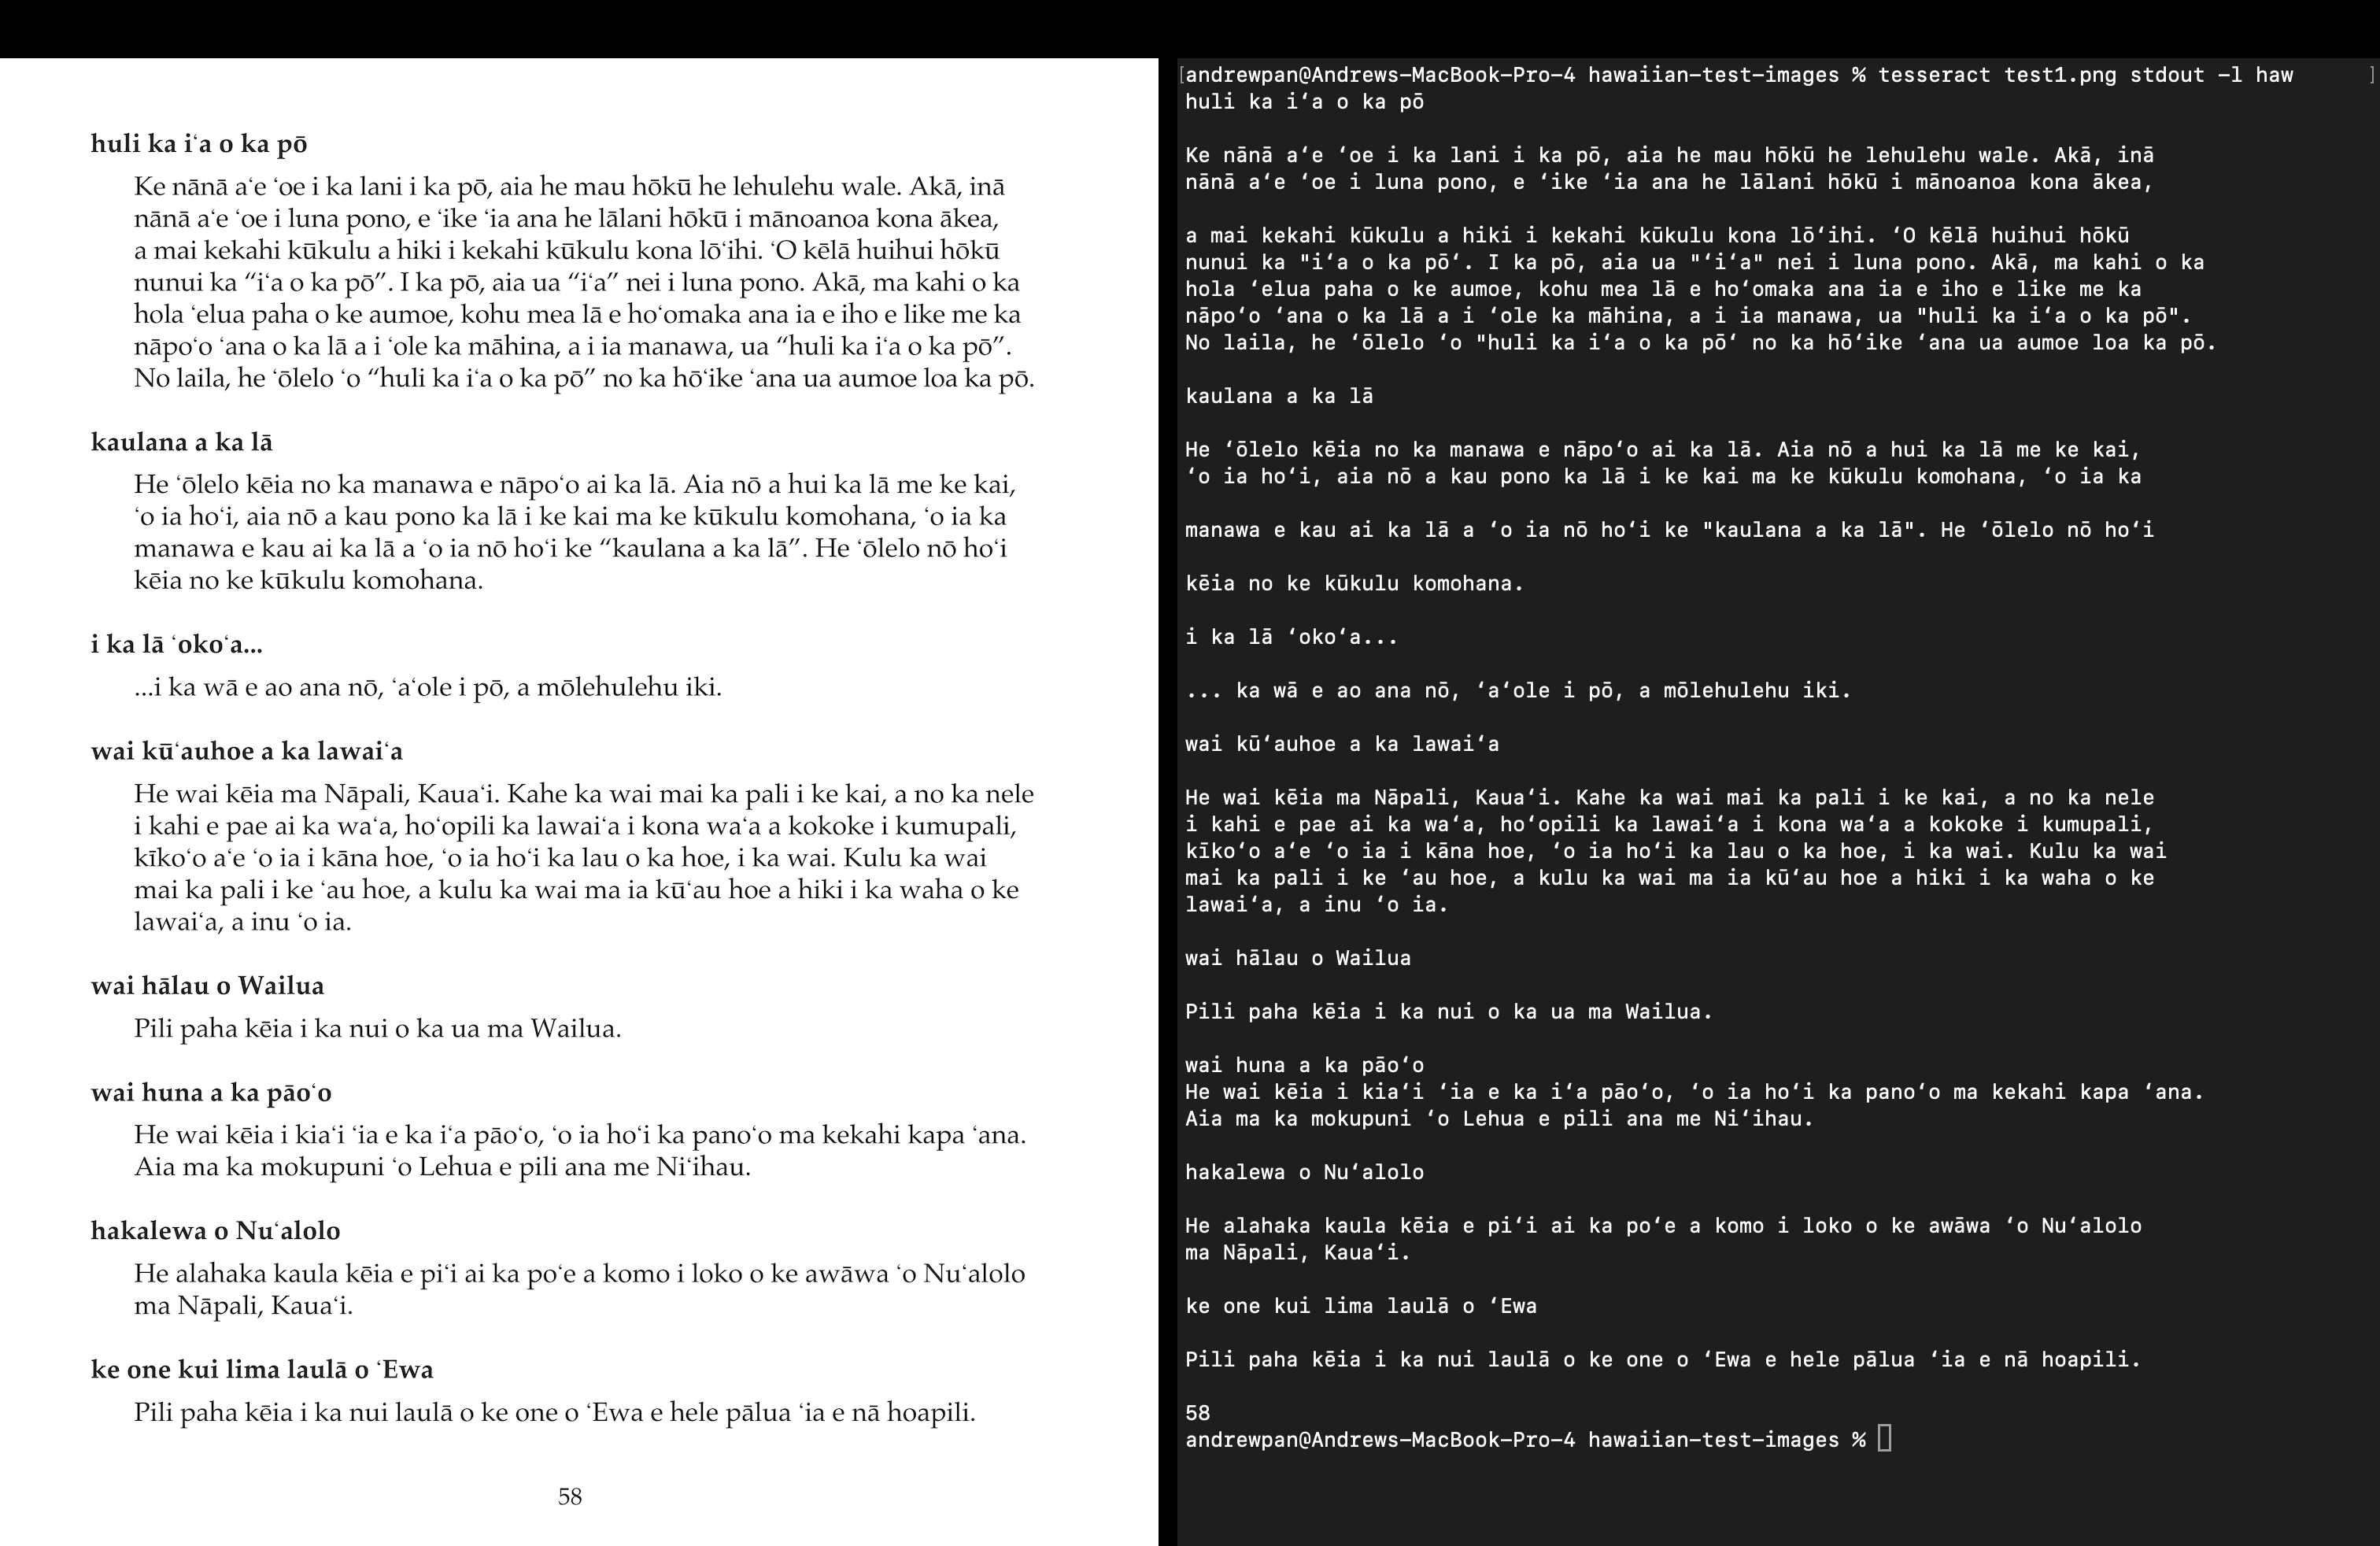 huli ka iʻa o ka pō
Ke nānā aʻe ʻoe i ka lani i ka pō, aia he mau hōkū he lehulehu wale. Akā, inā
nānā aʻe ʻoe i luna pono, e ʻike ʻia ana he lālani hōkū i mānoanoa kona ākea,
a mai kekahi kūkulu a hiki i kekahi kūkulu kona lōʻihi. ʻO kēlā huihui hōkū
nunui ka “iʻa o ka pō”. I ka pō, aia ua “iʻa” nei i luna pono. Akā, ma kahi o ka
hola ʻelua paha o ke aumoe, kohu mea lā e hoʻomaka ana ia e iho e like me ka
nāpoʻo ʻana o ka lā a i ʻole ka māhina, a i ia manawa, ua “huli ka iʻa o ka pō”.
No laila, he ʻōlelo ʻo “huli ka iʻa o ka pō” no ka hōʻike ʻana ua aumoe loa ka pō.
kaulana a ka lā
He ʻōlelo kēia no ka manawa e nāpoʻo ai ka lā. Aia nō a hui ka lā me ke kai,
ʻo ia hoʻi, aia nō a kau pono ka lā i ke kai ma ke kūkulu komohana, ʻo ia ka
manawa e kau ai ka lā a ʻo ia nō hoʻi ke “kaulana a ka lā”. He ʻōlelo nō hoʻi
kēia no ke kūkulu komohana.
i ka lā ʻokoʻa...
...i ka wā e ao ana nō, ʻaʻole i pō, a mōlehulehu iki.
wai kūʻauhoe a ka lawaiʻa
He wai kēia ma Nāpali, Kauaʻi. Kahe ka wai mai ka pali i ke kai, a no ka nele
i kahi e pae ai ka waʻa, hoʻopili ka lawaiʻa i kona waʻa a kokoke i kumupali,
kīkoʻo aʻe ʻo ia i kāna hoe, ʻo ia hoʻi ka lau o ka hoe, i ka wai. Kulu ka wai
mai ka pali i ke ʻau hoe, a kulu ka wai ma ia kūʻau hoe a hiki i ka waha o ke
lawaiʻa, a inu ʻo ia.
wai hālau o Wailua
Pili paha kēia i ka nui o ka ua ma Wailua.
wai huna a ka pāoʻo
He wai kēia i kiaʻi ʻia e ka iʻa pāoʻo, ʻo ia hoʻi ka panoʻo ma kekahi kapa ʻana.
Aia ma ka mokupuni ʻo Lehua e pili ana me Niʻihau.
hakalewa o Nuʻalolo
He alahaka kaula kēia e piʻi ai ka poʻe a komo i loko o ke awāwa ʻo Nuʻalolo
ma Nāpali, Kauaʻi.
ke one kui lima laulā o ʻEwa
Pili paha kēia i ka nui laulā o ke one o ʻEwa e hele pālua ʻia e nā hoapili.
58
[andrewpan@Andrews-MacBook-Pro-4 hawaiian-test-images % tesseract test1.png stdout -l haw ]
huli ka iʻa o ka pō
Ke nānā aʻe ʻoe i ka lani i ka pō, aia he mau hōkū he lehulehu wale. Akā, inā
nānā aʻe ʻoe i luna pono, e ʻike ʻia ana he lālani hōkū i mānoanoa kona ākea,
a mai kekahi kūkulu a hiki i kekahi kūkulu kona lōʻihi. ʻO kēlā huihui hōkū
nunui ka "iʻa o ka pōʻ. I ka pō, aia ua "ʻiʻa" nei i luna pono. Akā, ma kahi o ka
hola ʻelua paha o ke aumoe, kohu mea lā e hoʻomaka ana ia e iho e like me ka
nāpoʻo ʻana o ka lā a i ʻole ka māhina, a i ia manawa, ua "huli ka iʻa o ka pō".
No laila, he ʻōlelo ʻo "huli ka iʻa o ka pōʻ no ka hōʻike ʻana ua aumoe loa ka pō.
kaulana a ka lā
He ʻōlelo kēia no ka manawa e nāpoʻo ai ka lā. Aia nō a hui ka lā me ke kai,
ʻo ia hoʻi, aia nō a kau pono ka lā i ke kai ma ke kūkulu komohana, ʻo ia ka
manawa e kau ai ka lā a ʻo ia nō hoʻi ke "kaulana a ka lā". He ʻōlelo nō hoʻi
kēia no ke kūkulu komohana.
i ka lā ʻokoʻa...
... ka wā e ao ana nō, ʻaʻole i pō, a mōlehulehu iki.
wai kūʻauhoe a ka lawaiʻa
He wai kēia ma Nāpali, Kauaʻi. Kahe ka wai mai ka pali i ke kai, a no ka nele
i kahi e pae ai ka waʻa, hoʻopili ka lawaiʻa i kona waʻa a kokoke i kumupali,
kīkoʻo aʻe ʻo ia i kāna hoe, ʻo ia hoʻi ka lau o ka hoe, i ka wai. Kulu ka wai
mai ka pali i ke ʻau hoe, a kulu ka wai ma ia kūʻau hoe a hiki i ka waha o ke
lawaiʻa, a inu ʻo ia.
wai hālau o Wailua
Pili paha kēia i ka nui o ka ua ma Wailua.
wai huna a ka pāoʻo
He wai kēia i kiaʻi ʻia e ka iʻa pāoʻo, ʻo ia hoʻi ka panoʻo ma kekahi kapa ʻana.
Aia ma ka mokupuni ʻo Lehua e pili ana me Niʻihau.
hakalewa o Nuʻalolo
He alahaka kaula kēia e piʻi ai ka poʻe a komo i loko o ke awāwa ʻo Nuʻalolo
ma Nāpali, Kauaʻi.
ke one kui lima laulā o ʻEwa
Pili paha kēia i ka nui laulā o ke one o ʻEwa e hele pālua ʻia e nā hoapili.
58
andrewpan@Andrews-MacBook-Pro-4 hawaiian-test-images %